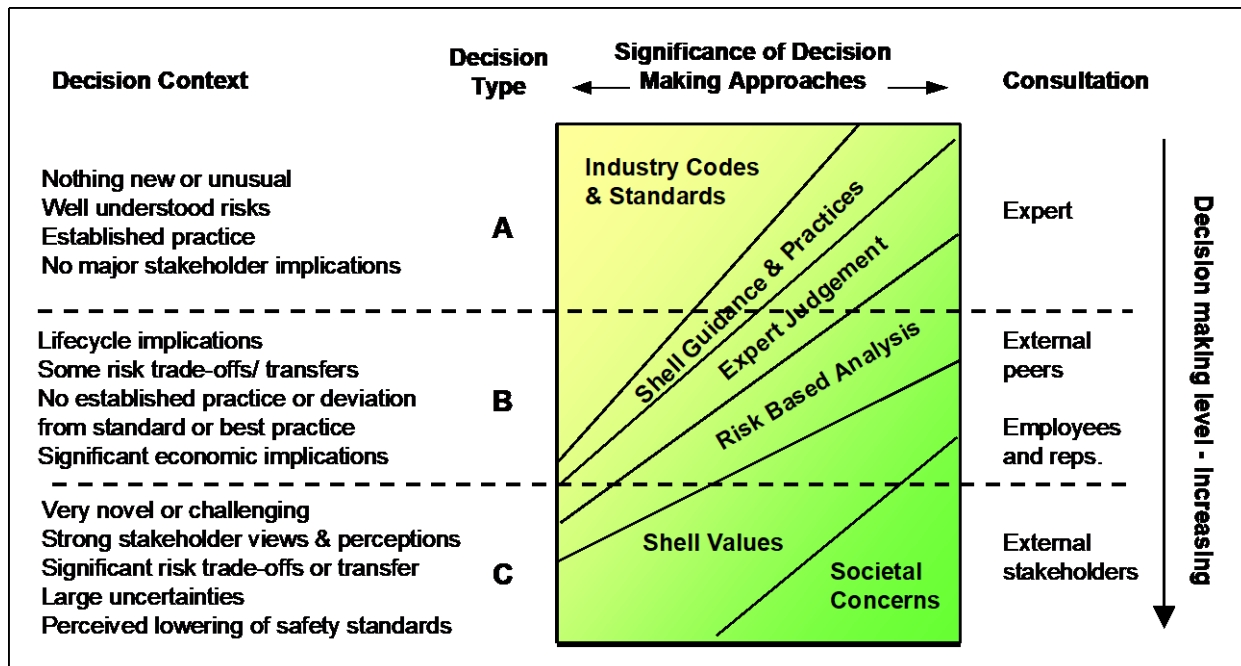 Decision Context
Decision
Type
Significance of Decision
Making Approaches
Consultation
Nothing new or unusual
Well understood risks
Established practice
No major stakeholder implications
A
Industry Codes
& Standards
Shell Guidance & Practices
Expert Judgement
Risk Based Analysis
Expert
Lifecycle implications
Some risk trade-offs/ transfers
No established practice or deviation
from standard or best practice
Significant economic implications
B
External
peers
Employees
and reps.
Very novel or challenging
Strong stakeholder views & perceptions
Significant risk trade-offs or transfer
Large uncertainties
Perceived lowering of safety standards
C
Shell Values
Societal
Concerns
External
stakeholders
Decision making level - Increasing